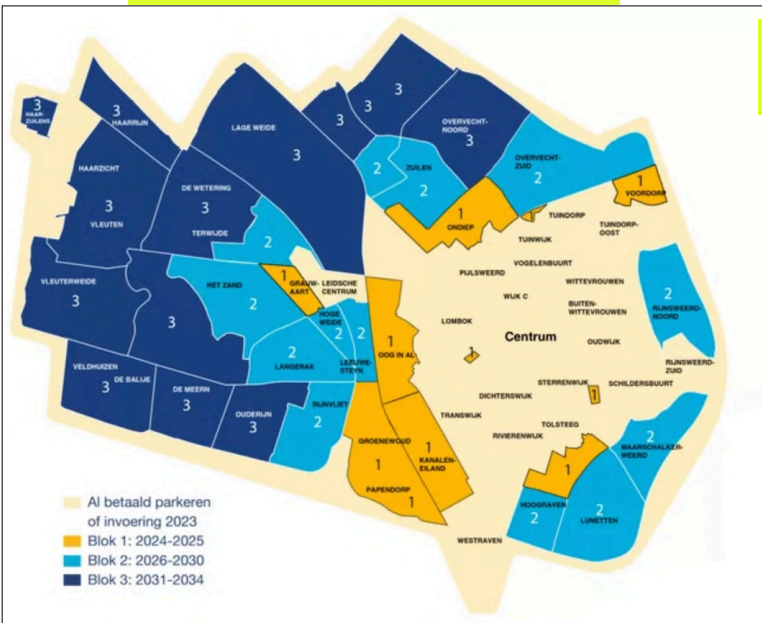 3
HAAR-
ZUILENS
3
HAARRIJN
3
3
3
LAGE WEIDE
3
OVERVECHT-
NOORD
3
HAARZICHT
3
VLEUTEN
DE WETERING
3
TERWIJDE
2
ZUILEN
2
OVERVECHT-
ZUID
2
1
VOORDORP
1
ONDIEP
1
TUINDORP
TUINWIJK
TUINDORP-
OOST
2
VOGELENBUURT
PIJLSWEERD
WITTEVROUWEN
VLEUTERWEIDE
3
3
HET ZAND
2
1
GRAUW-
AART
LEIDSCHE
CENTRUM
HOGE
WEIDE
2
2
WIJK C
BUITEN-
WITTEVROUWEN
2
RIJNSWEERD-
NOORD
LOMBOK
Centrum
OUDWIJK
1
OOG IN AL
1
RIJNSWEERD-
ZUID
2
LANGERAK
LEEUWE-
STEYN
VELDHUIZEN
3
DE BALIJE
DE MEERN
3
OUDERIJN
3
RIJNVLIET
2
STERRENWIJK
SCHILDERSBUURT
1
DICHTERSWIJK
TRANSWIJK
TOLSTEEG
RIVIERENWIJK
GROENEWOUD
1
1
KANALEN-
EILAND
PAPENDORP
1
1
2
MAARSCHALKER-
WEERD
HOOGRAVEN
2
2
LUNETTEN
WESTRAVEN
Al betaald parkeren
of invoering 2023
Blok 1: 2024-2025
Blok 2: 2026-2030
Blok 3: 2031-2034